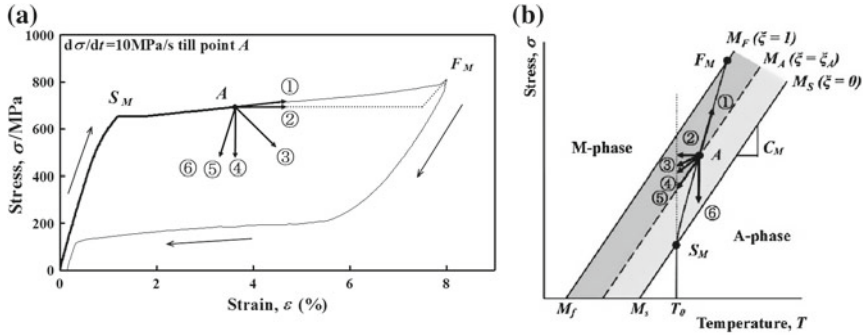 (a)
dσ/dt=10MPa/s till point A
Stress, σ/MPa
1000
800
600
400
200
0
0
2
4
6
8
Strain, ε (%)
S_M
A
F_M
①
②
③
④
⑤
⑥
(b)
Stress, σ
M_F (ξ = 1)
M_A (ξ = ξ_A)
M_S (ξ = 0)
F_M
①
②
③
④
⑤
⑥
A
C_M
M-phase
A-phase
S_M
M_f
M_s
T_0
Temperature, T